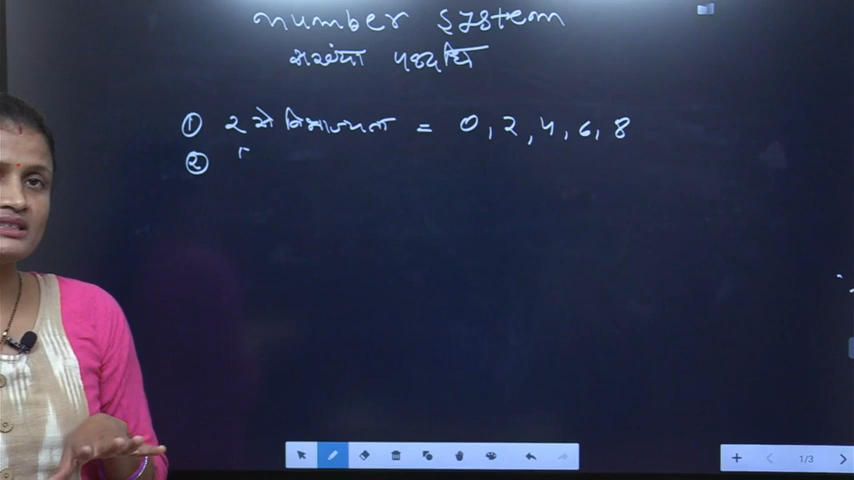 number system
संख्या पद्धति
① 2 से विभाज्यता = 0, 2, 4, 6, 8
②
1/3